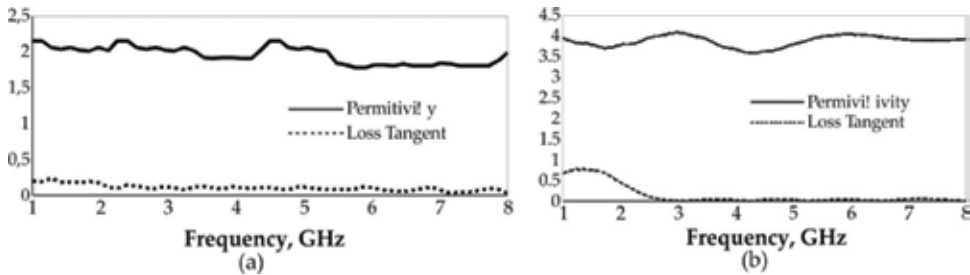 2,5
2
1,5
1
0,5
0
Permitivi! y
Loss Tangent
1 2 3 4 5 6 7 8
Frequency, GHz
(a)
4.5
4
3.5
3
2.5
2
1.5
1
0.5
0
Permivi! ivity
Loss Tangent
1 2 3 4 5 6 7 8
Frequency, GHz
(b)